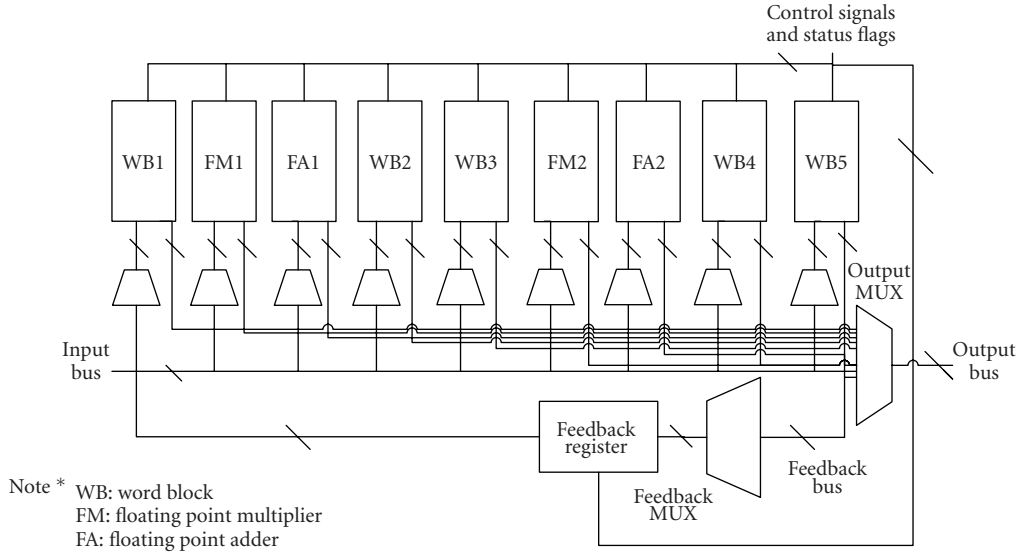 Control signals
and status flags
WB1
FM1
FA1
WB2
WB3
FM2
FA2
WB4
WB5
Output
MUX
Input
bus
Output
bus
Feedback
register
Feedback
MUX
Feedback
bus
Note * WB: word block
FM: floating point multiplier
FA: floating point adder